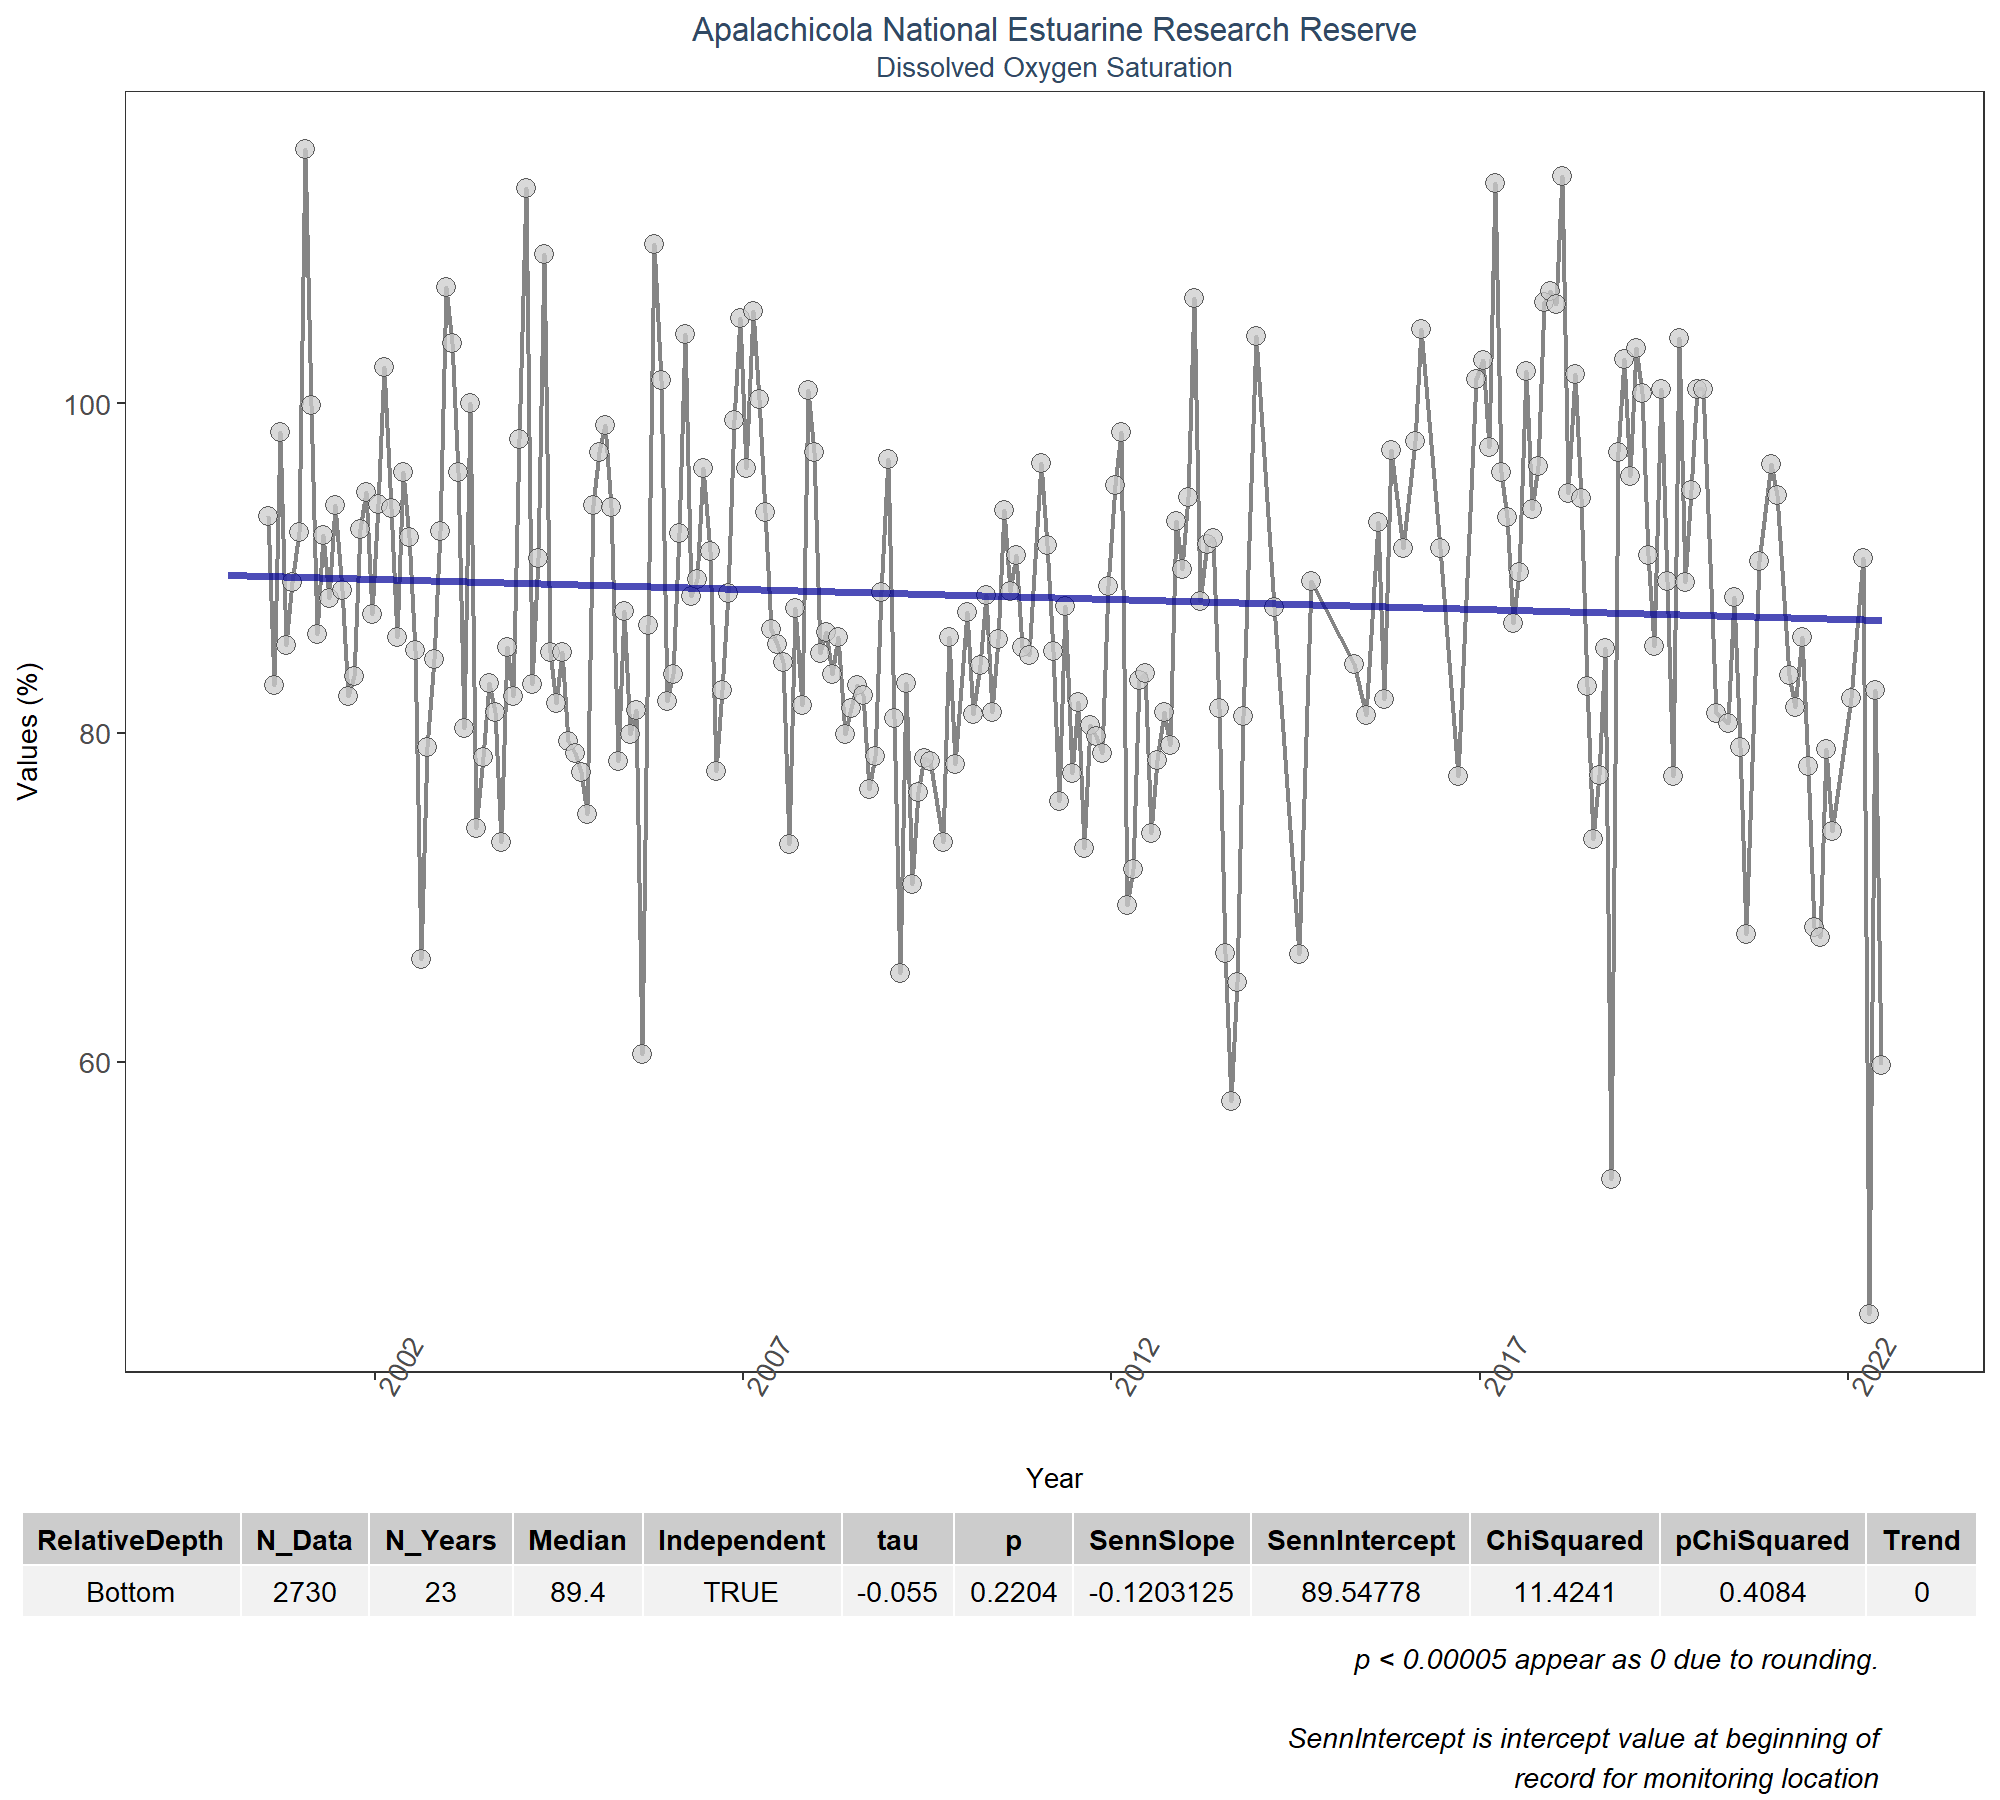 Apalachicola National Estuarine Research Reserve
Dissolved Oxygen Saturation
Values (%)
100
80
60
2002 2007 2012 2017 2022
Year
RelativeDepth N_Data N_Years Median Independent tau p SennSlope SennIntercept ChiSquared pChiSquared Trend
Bottom 2730 23 89.4 TRUE -0.055 0.2204 -0.1203125 89.54778 11.4241 0.4084 0
p < 0.00005 appear as 0 due to rounding.
SennIntercept is intercept value at beginning of
record for monitoring location